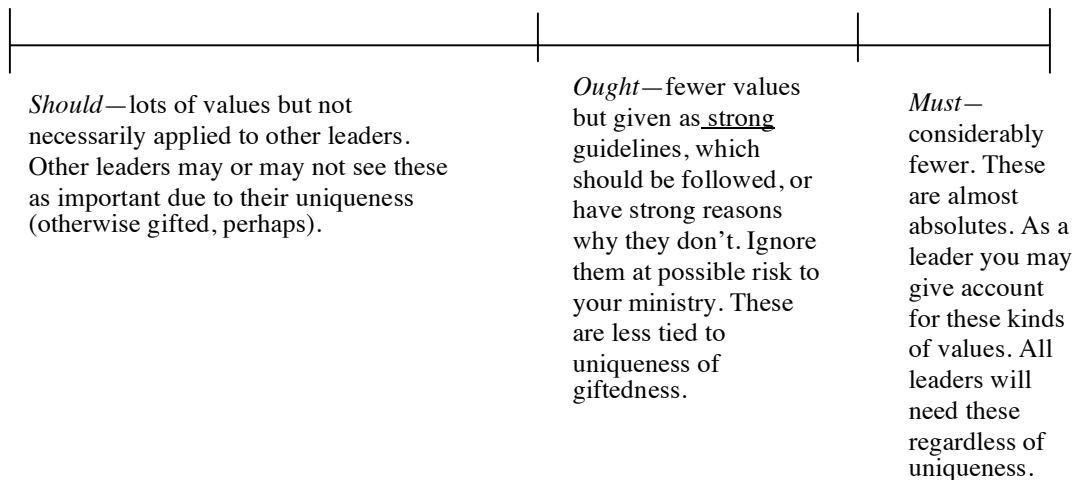 Should—lots of values but not
necessarily applied to other leaders.
Other leaders may or may not see these
as important due to their uniqueness
(otherwise gifted, perhaps).
Ought—fewer values
but given as strong
guidelines, which
should be followed, or
have strong reasons
why they don’t. Ignore
them at possible risk to
your ministry. These
are less tied to
uniqueness of
giftedness.
Must—
considerably
fewer. These
are almost
absolutes. As a
leader you may
give account
for these kinds
of values. All
leaders will
need these
regardless of
uniqueness.